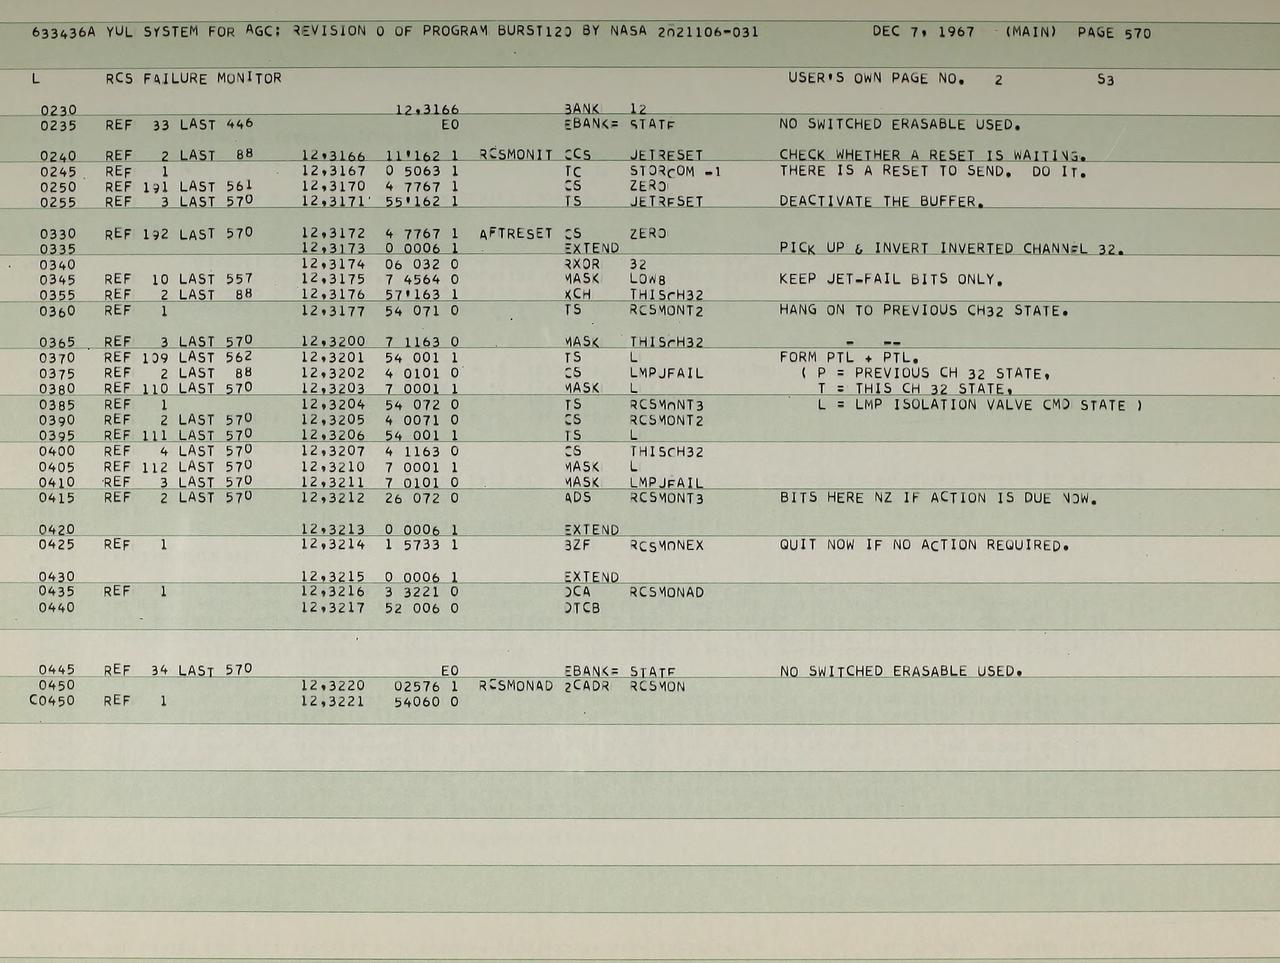 633436A YUL SYSTEM FOR AGC: REVISION 0 OF PROGRAM BURST120 BY NASA 2021106-031 DEC 7, 1967 (MAIN) PAGE 570
L RCS FAILURE MONITOR USER'S OWN PAGE NO. 2 S3
0230 12,3166 BANK 12
0235 REF 33 LAST 446 E0 EBANK= STATE NO SWITCHED ERASABLE USED.
0240 REF 2 LAST 88 12,3166 11'162 1 RCSMONIT CCS JETRESET CHECK WHETHER A RESET IS WAITING.
0245 REF 1 12,3167 0 5063 1 TC STORCOM -1 THERE IS A RESET TO SEND. DO IT.
0250 REF 191 LAST 561 12,3170 4 7767 1 CS ZERO
0255 REF 3 LAST 570 12,3171 55'162 1 TS JETRESET DEACTIVATE THE BUFFER.
0330 REF 192 LAST 570 12,3172 4 7767 1 AFTRESET CS ZERO
0335 12,3173 0 0006 1 EXTEND PICK UP & INVERT INVERTED CHANNEL 32.
0340 12,3174 06 032 0 RXOR 32
0345 REF 10 LAST 557 12,3175 7 4564 0 MASK LOW8 KEEP JET-FAIL BITS ONLY.
0355 REF 2 LAST 88 12,3176 57'163 1 XCH THISCH32
0360 REF 1 12,3177 54 071 0 TS RCSMONT2 HANG ON TO PREVIOUS CH32 STATE.
0365 REF 3 LAST 570 12,3200 7 1163 0 MASK THISCH32 _ __
0370 REF 109 LAST 562 12,3201 54 001 1 TS L FORM PTL + PTL.
0375 REF 2 LAST 88 12,3202 4 0101 0 CS LMPJFAIL ( P = PREVIOUS CH 32 STATE,
0380 REF 110 LAST 570 12,3203 7 0001 1 MASK L T = THIS CH 32 STATE,
0385 REF 1 12,3204 54 072 0 TS RCSMONT3 L = LMP ISOLATION VALVE CMD STATE )
0390 REF 2 LAST 570 12,3205 4 0071 0 CS RCSMONT2
0395 REF 111 LAST 570 12,3206 54 001 1 TS L
0400 REF 4 LAST 570 12,3207 4 1163 0 CS THISCH32
0405 REF 112 LAST 570 12,3210 7 0001 1 MASK L
0410 REF 3 LAST 570 12,3211 7 0101 0 MASK LMPJFAIL
0415 REF 2 LAST 570 12,3212 26 072 0 ADS RCSMONT3 BITS HERE NZ IF ACTION IS DUE NOW.
0420 12,3213 0 0006 1 EXTEND
0425 REF 1 12,3214 1 5733 1 BZF RCSMONEX QUIT NOW IF NO ACTION REQUIRED.
0430 12,3215 0 0006 1 EXTEND
0435 REF 1 12,3216 3 3221 0 DCA RCSMONAD
0440 12,3217 52 006 0 DTCB
0445 REF 34 LAST 570 E0 EBANK= STATE NO SWITCHED ERASABLE USED.
0450 12,3220 02576 1 RCSMONAD 2CADR RCSMON
C0450 REF 1 12,3221 54060 0